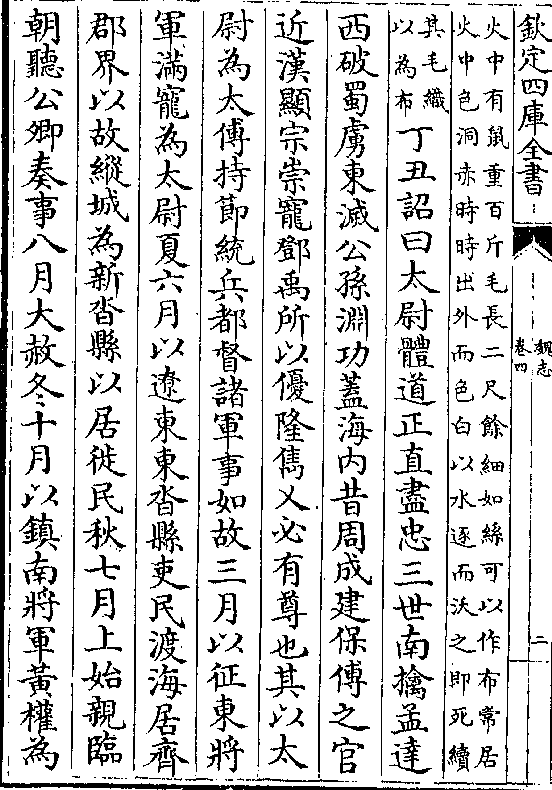 欽定四庫全書
魏志
卷四
二
火中有鼠重百斤毛長二尺餘細如絲可以作布常居
火中色洞赤時時出外而色白以水逐而沃之即死續
其毛織
以為布
丁丑詔曰太尉體道正直盡忠三世南擒孟達
西破蜀虜東滅公孫淵功蓋海内昔周成建保傅之官
近漢顯宗崇寵鄧禹所以優隆雋乂必有尊也其以太
尉為太傅持節統兵都督諸軍事如故三月以征東將
軍滿寵為太尉夏六月以遼東東沓縣吏民渡海居齊
郡界以故縱城為新沓縣以居徙民秋七月上始親臨
朝聽公卿奏事八月大赦冬十月以鎮南將軍黃權為